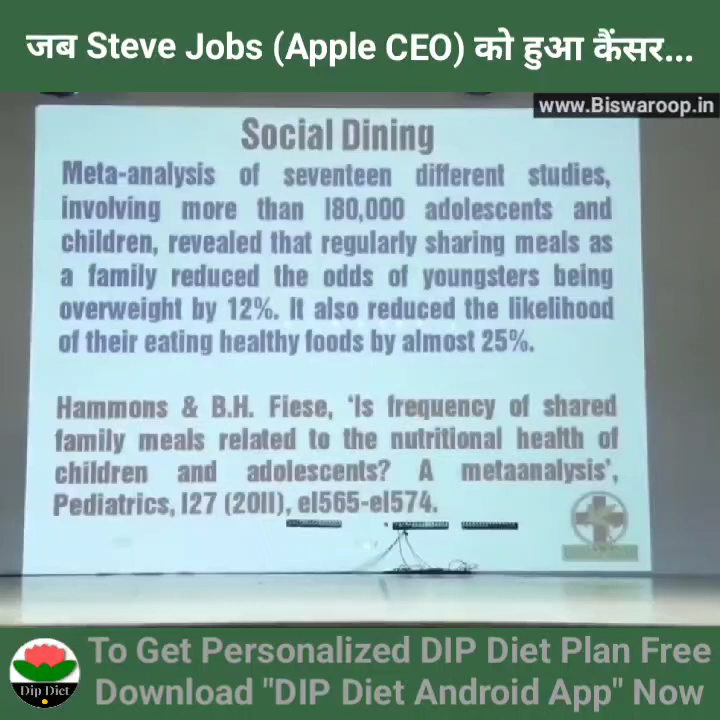 जब Steve Jobs (Apple CEO) को हुआ कैंसर...
www.Biswaroop.in
Social Dining
Meta-analysis of seventeen different studies,
involving more than 180,000 adolescents and
children, revealed that regularly sharing meals as
a family reduced the odds of youngsters being
overweight by 12%. It also reduced the likelihood
of their eating healthy foods by almost 25%.
Hammons & B.H. Fiese, ‘Is frequency of shared
family meals related to the nutritional health of
children and adolescents? A metaanalysis’,
Pediatrics, 127 (2011), e1565-e1574.
Dip Diet
To Get Personalized DIP Diet Plan Free
Download "DIP Diet Android App" Now